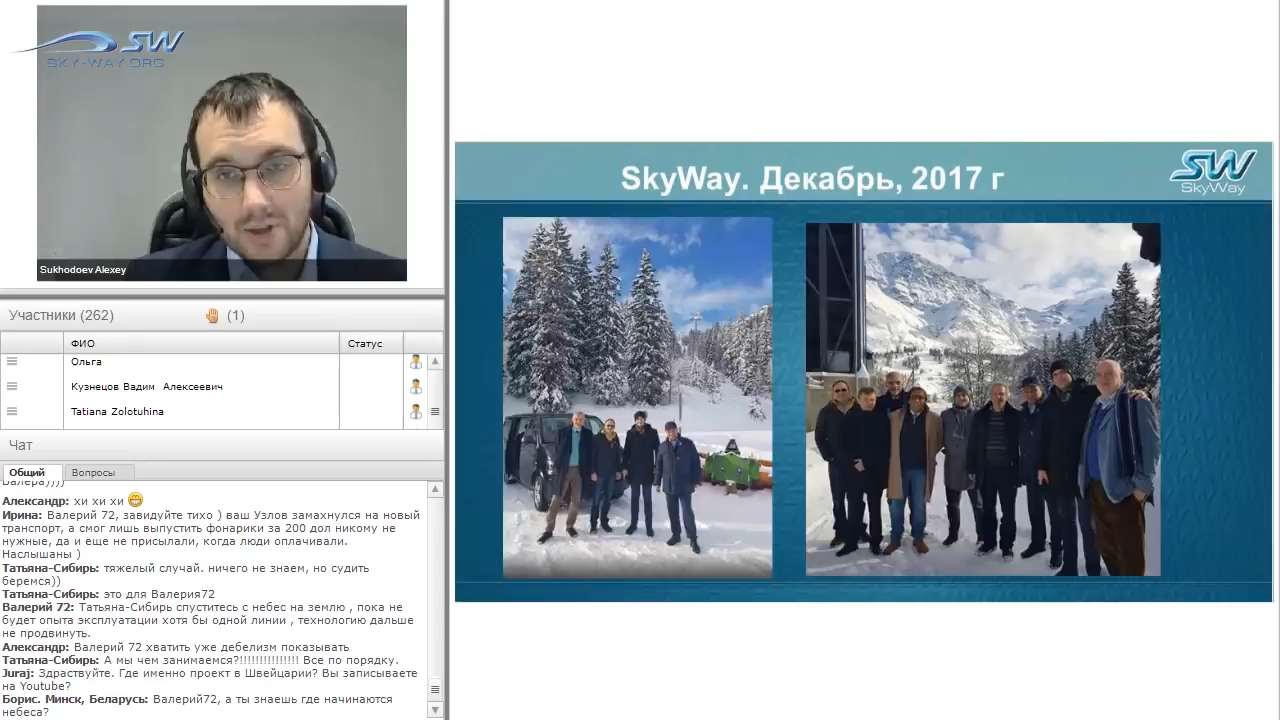 SW
SKY-WAY.ORG
Sukhodoev Alexey
Участники (262)
(1)
ФИО
Статус
Ольга
Кузнецов Вадим Алексеевич
Tatiana Zolotuhina
Чат
Общий
Вопросы
Валера))))
Александр: хи хи хи
Ирина: Валерий 72, завидуйте тихо ) ваш Узлов замахнулся на новый
транспорт, а смог лишь выпустить фонарики за 200 дол никому не
нужные, да и еще не присылали, когда люди оплачивали.
Наслышаны )
Татьяна-Сибирь: тяжелый случай. ничего не знаем, но судить
беремся))
Татьяна-Сибирь: это для Валерия72
Валерий 72: Татьяна-Сибирь спуститесь с небес на землю , пока не
будет опыта эксплуатации хотя бы одной линии , технологию дальше
не продвинуть.
Александр: Валерий 72 хватить уже дебелизм показывать
Татьяна-Сибирь: А мы чем занимаемся?!!!!!!!!!!!!!!! Все по порядку.
Juraj: Здраствуйте. Где именно проект в Швейцарии? Вы записываете
на Youtube?
Борис. Минск, Беларусь: Валерий72, а ты знаешь где начинаются
небеса?
SkyWay. Декабрь, 2017 г
SW
SkyWay